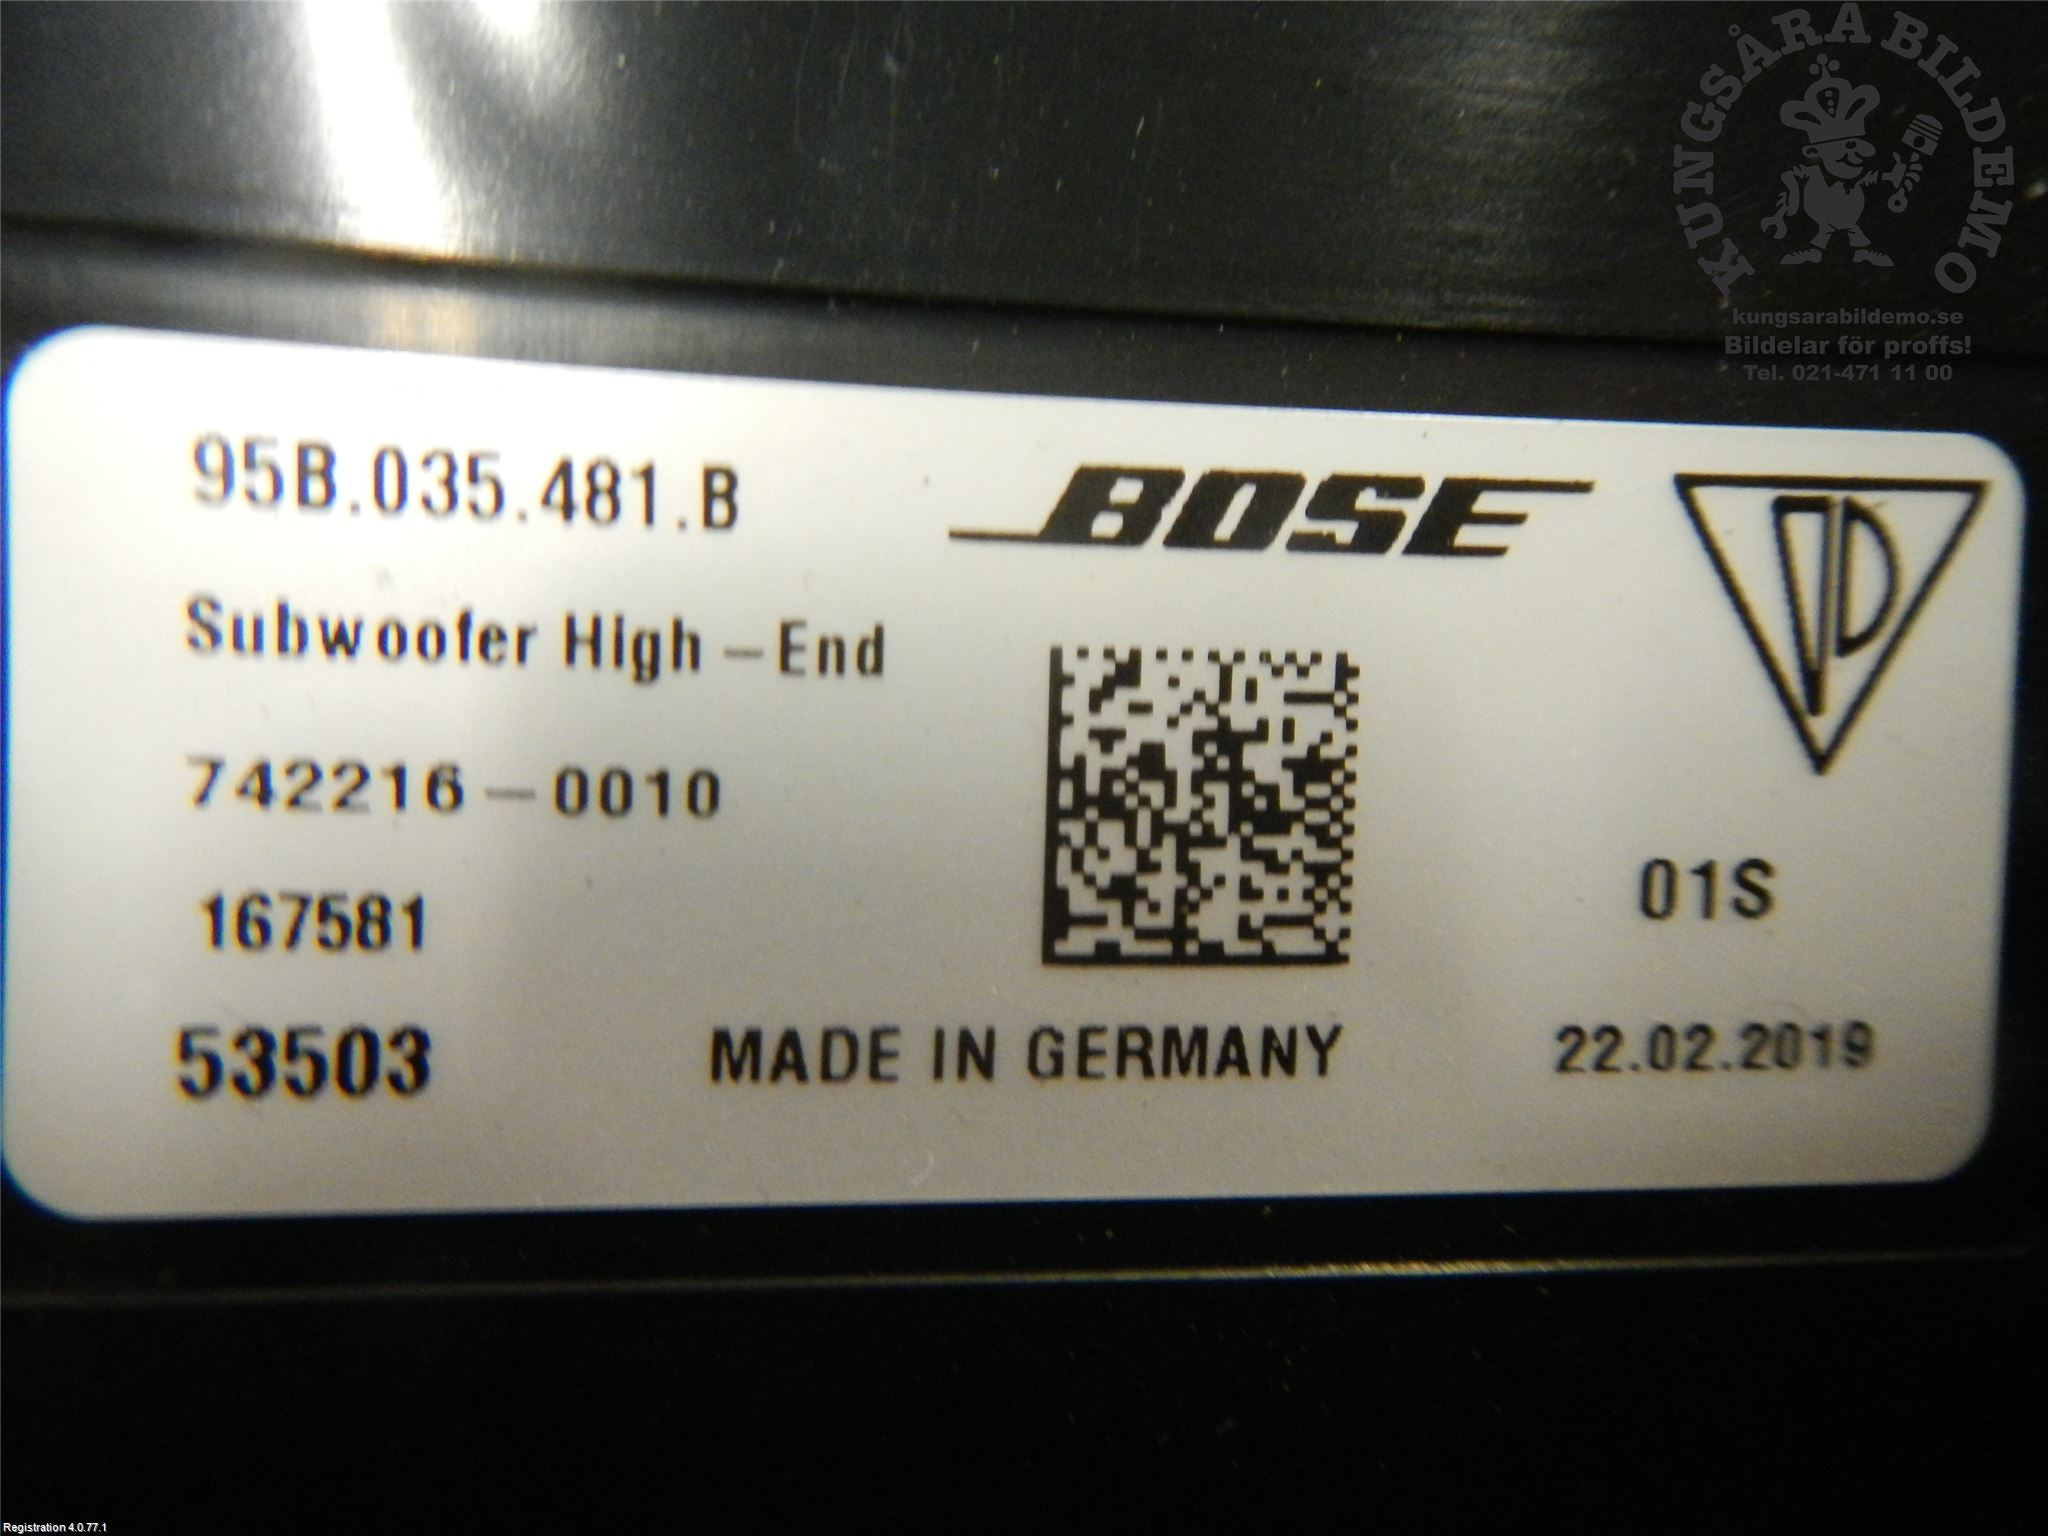 KUNGSÅRA BILDEMO
kungsarabildemo.se
Bildelar för proffs!
Tel. 021-471 11 00
95B.035.481.B
BOSE
Subwoofer High-End
742216-0010
167581
01S
53503
MADE IN GERMANY
22.02.2019
Registration 4.0.77.1